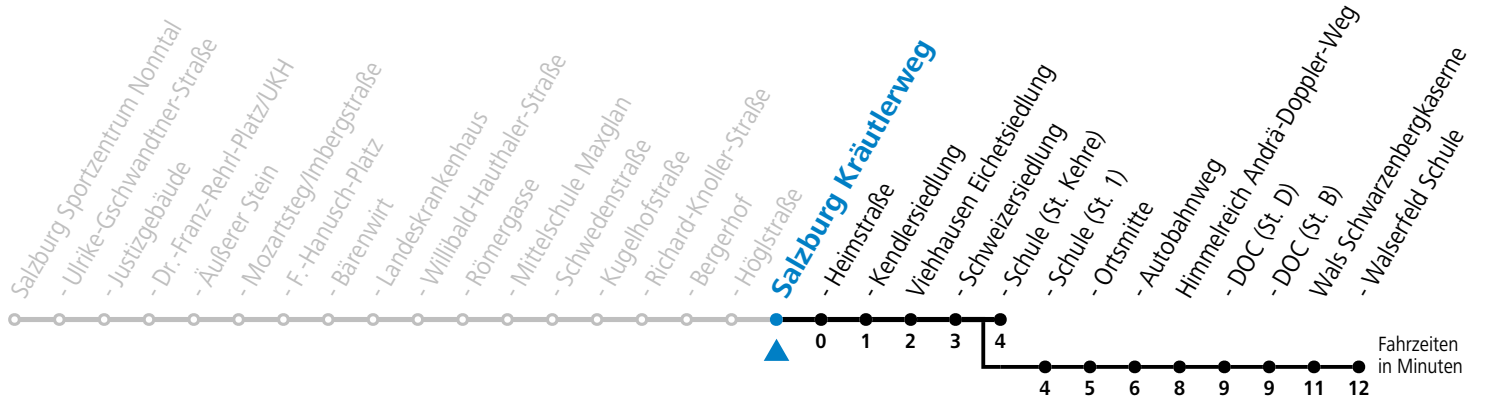 Salzburg Sportzentrum Nonntal
- Ulrike-Gschwandtner-Straße
- Justizgebäude
- Dr.-Franz-Rehrl-Platz/UKH
- Äußerer Stein
- Mozartsteg/Imbergstraße
- F.-Hanusch-Platz
- Bärenwirt
- Landeskrankenhaus
- Willibald-Hauthaler-Straße
- Römergasse
- Mittelschule Maxglan
- Schwedenstraße
- Kugelhofstraße
- Richard-Knoller-Straße
- Bergerhof
- Höglstraße
Salzburg Kräutlerweg
- Heimstraße
- Kendlersiedlung
Viehhausen Eichetsiedlung
- Schweizersiedlung
- Schule (St. Kehre)
- Schule (St. 1)
- Ortsmitte
- Autobahnweg
Himmelreich Andrä-Doppler-Weg
- DOC (St. D)
- DOC (St. B)
Wals Schwarzenbergkaserne
- Walserfeld Schule
0 1 2 3 4
4 5 6 8 9 9 11 12
Fahrzeiten
in Minuten